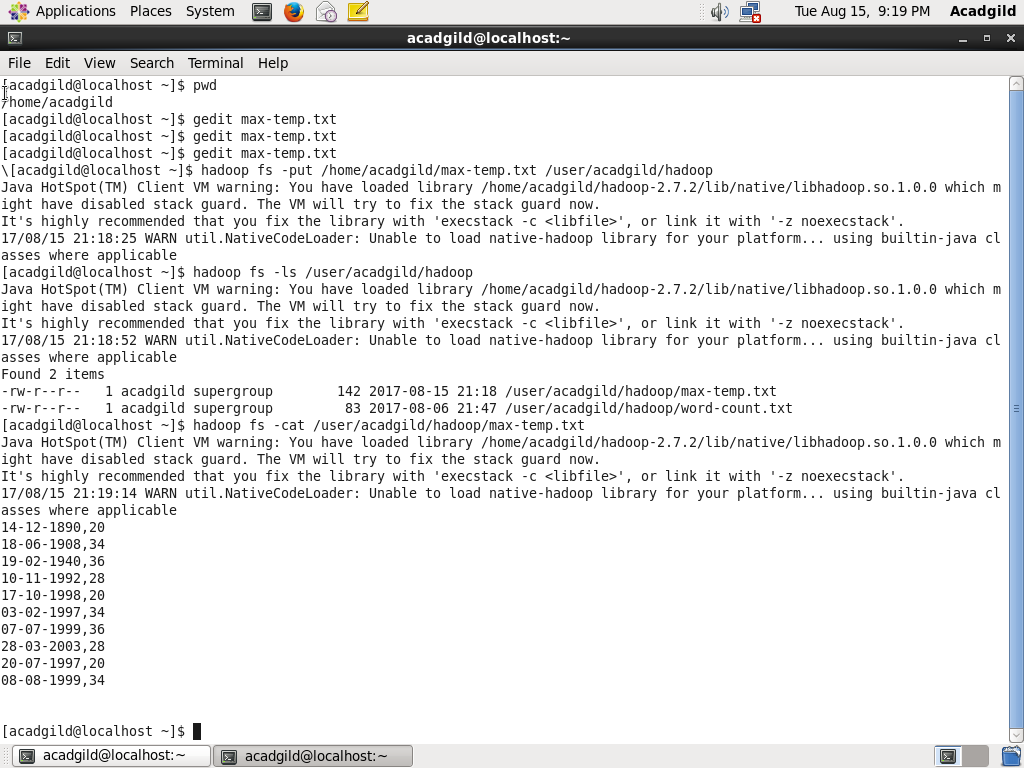 Applications Places System Tue Aug 15, 9:19 PM Acadgild
acadgild@localhost:~
File Edit View Search Terminal Help
[acadgild@localhost ~]$ pwd
/home/acadgild
[acadgild@localhost ~]$ gedit max-temp.txt
[acadgild@localhost ~]$ gedit max-temp.txt
[acadgild@localhost ~]$ gedit max-temp.txt
\[acadgild@localhost ~]$ hadoop fs -put /home/acadgild/max-temp.txt /user/acadgild/hadoop
Java HotSpot(TM) Client VM warning: You have loaded library /home/acadgild/hadoop-2.7.2/lib/native/libhadoop.so.1.0.0 which m
ight have disabled stack guard. The VM will try to fix the stack guard now.
It's highly recommended that you fix the library with 'execstack -c <libfile>', or link it with '-z noexecstack'.
17/08/15 21:18:25 WARN util.NativeCodeLoader: Unable to load native-hadoop library for your platform... using builtin-java cl
asses where applicable
[acadgild@localhost ~]$ hadoop fs -ls /user/acadgild/hadoop
Java HotSpot(TM) Client VM warning: You have loaded library /home/acadgild/hadoop-2.7.2/lib/native/libhadoop.so.1.0.0 which m
ight have disabled stack guard. The VM will try to fix the stack guard now.
It's highly recommended that you fix the library with 'execstack -c <libfile>', or link it with '-z noexecstack'.
17/08/15 21:18:52 WARN util.NativeCodeLoader: Unable to load native-hadoop library for your platform... using builtin-java cl
asses where applicable
Found 2 items
-rw-r--r--   1 acadgild supergroup        142 2017-08-15 21:18 /user/acadgild/hadoop/max-temp.txt
-rw-r--r--   1 acadgild supergroup         83 2017-08-06 21:47 /user/acadgild/hadoop/word-count.txt
[acadgild@localhost ~]$ hadoop fs -cat /user/acadgild/hadoop/max-temp.txt
Java HotSpot(TM) Client VM warning: You have loaded library /home/acadgild/hadoop-2.7.2/lib/native/libhadoop.so.1.0.0 which m
ight have disabled stack guard. The VM will try to fix the stack guard now.
It's highly recommended that you fix the library with 'execstack -c <libfile>', or link it with '-z noexecstack'.
17/08/15 21:19:14 WARN util.NativeCodeLoader: Unable to load native-hadoop library for your platform... using builtin-java cl
asses where applicable
14-12-1890,20
18-06-1908,34
19-02-1940,36
10-11-1992,28
17-10-1998,20
03-02-1997,34
07-07-1999,36
28-03-2003,28
20-07-1997,20
08-08-1999,34
[acadgild@localhost ~]$
acadgild@localhost:~ acadgild@localhost:~